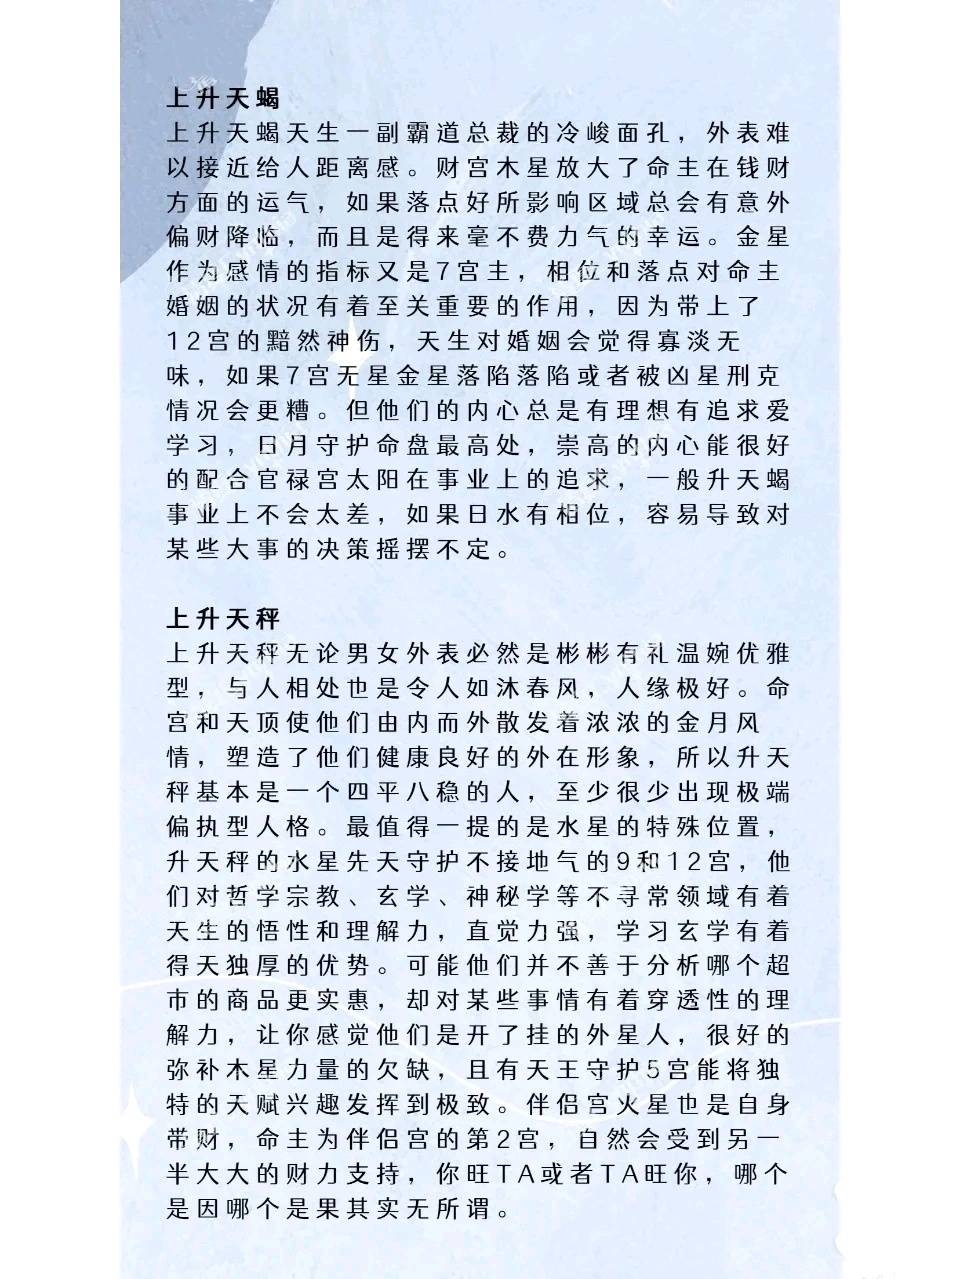 上升天蝎
上升天蝎天生一副霸道总裁的冷峻面孔，外表难
以接近给人距离感。财宫木星放大了命主在钱财
方面的运气，如果落点好所影响区域总会有意外
偏财降临，而且是得来毫不费力气的幸运。金星
作为感情的指标又是7宫主，相位和落点对命主
婚姻的状况有着至关重要的作用，因为带上了
12宫的黯然神伤，天生对婚姻会觉得寡淡无
味，如果7宫无星金星落陷落陷或者被凶星刑克
情况会更糟。但他们的内心总是有理想有追求爱
学习，日月守护命盘最高处，崇高的内心能很好
的配合官禄宫太阳在事业上的追求，一般升天蝎
事业上不会太差，如果日水有相位，容易导致对
某些大事的决策摇摆不定。
上升天秤
上升天秤无论男女外表必然是彬彬有礼温婉优雅
型，与人相处也是令人如沐春风，人缘极好。命
宫和天顶使他们由内而外散发着浓浓的金月风
情，塑造了他们健康良好的外在形象，所以升天
秤基本是一个四平八稳的人，至少很少出现极端
偏执型人格。最值得一提的是水星的特殊位置，
升天秤的水星先天守护不接地气的9和12宫，他
们对哲学宗教、玄学、神秘学等不寻常领域有着
天生的悟性和理解力，直觉力强，学习玄学有着
得天独厚的优势。可能他们并不善于分析哪个超
市的商品更实惠，却对某些事情有着穿透性的理
解力，让你感觉他们是开了挂的外星人，很好的
弥补木星力量的欠缺，且有天王守护5宫能将独
特的天赋兴趣发挥到极致。伴侣宫火星也是自身
带财，命主为伴侣宫的第2宫，自然会受到另一
半大大的财力支持，你旺TA或者TA旺你，哪个
是因哪个是果其实无所谓。